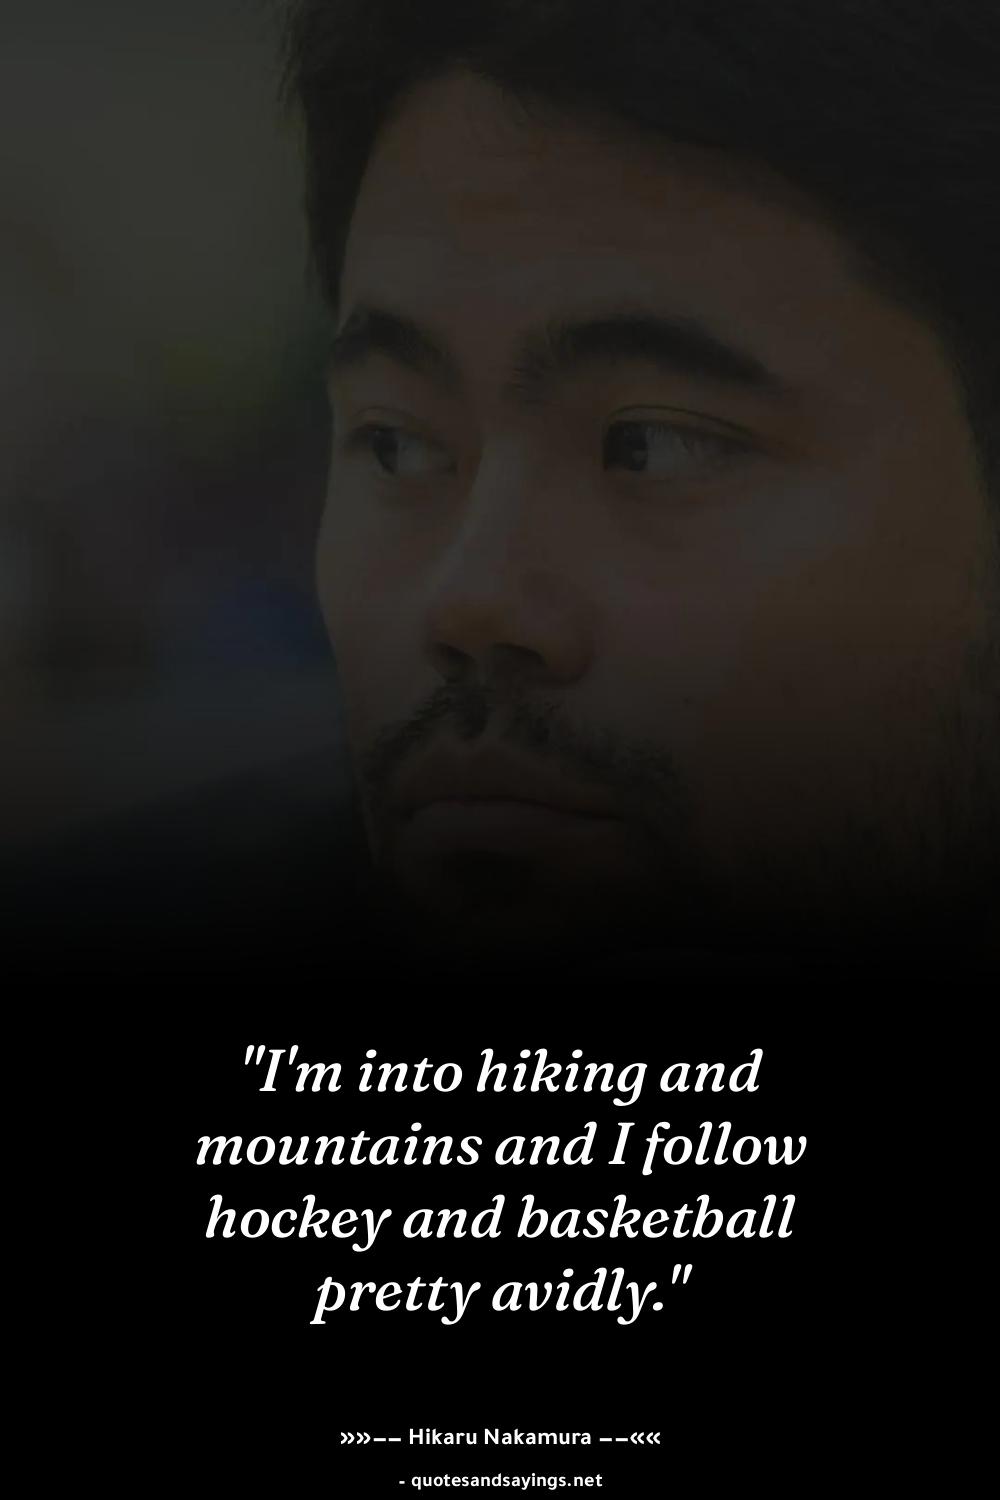 "I'm into hiking and
mountains and I follow
hockey and basketball
pretty avidly."
»»−− Hikaru Nakamura −−««
- quotesandsayings.net